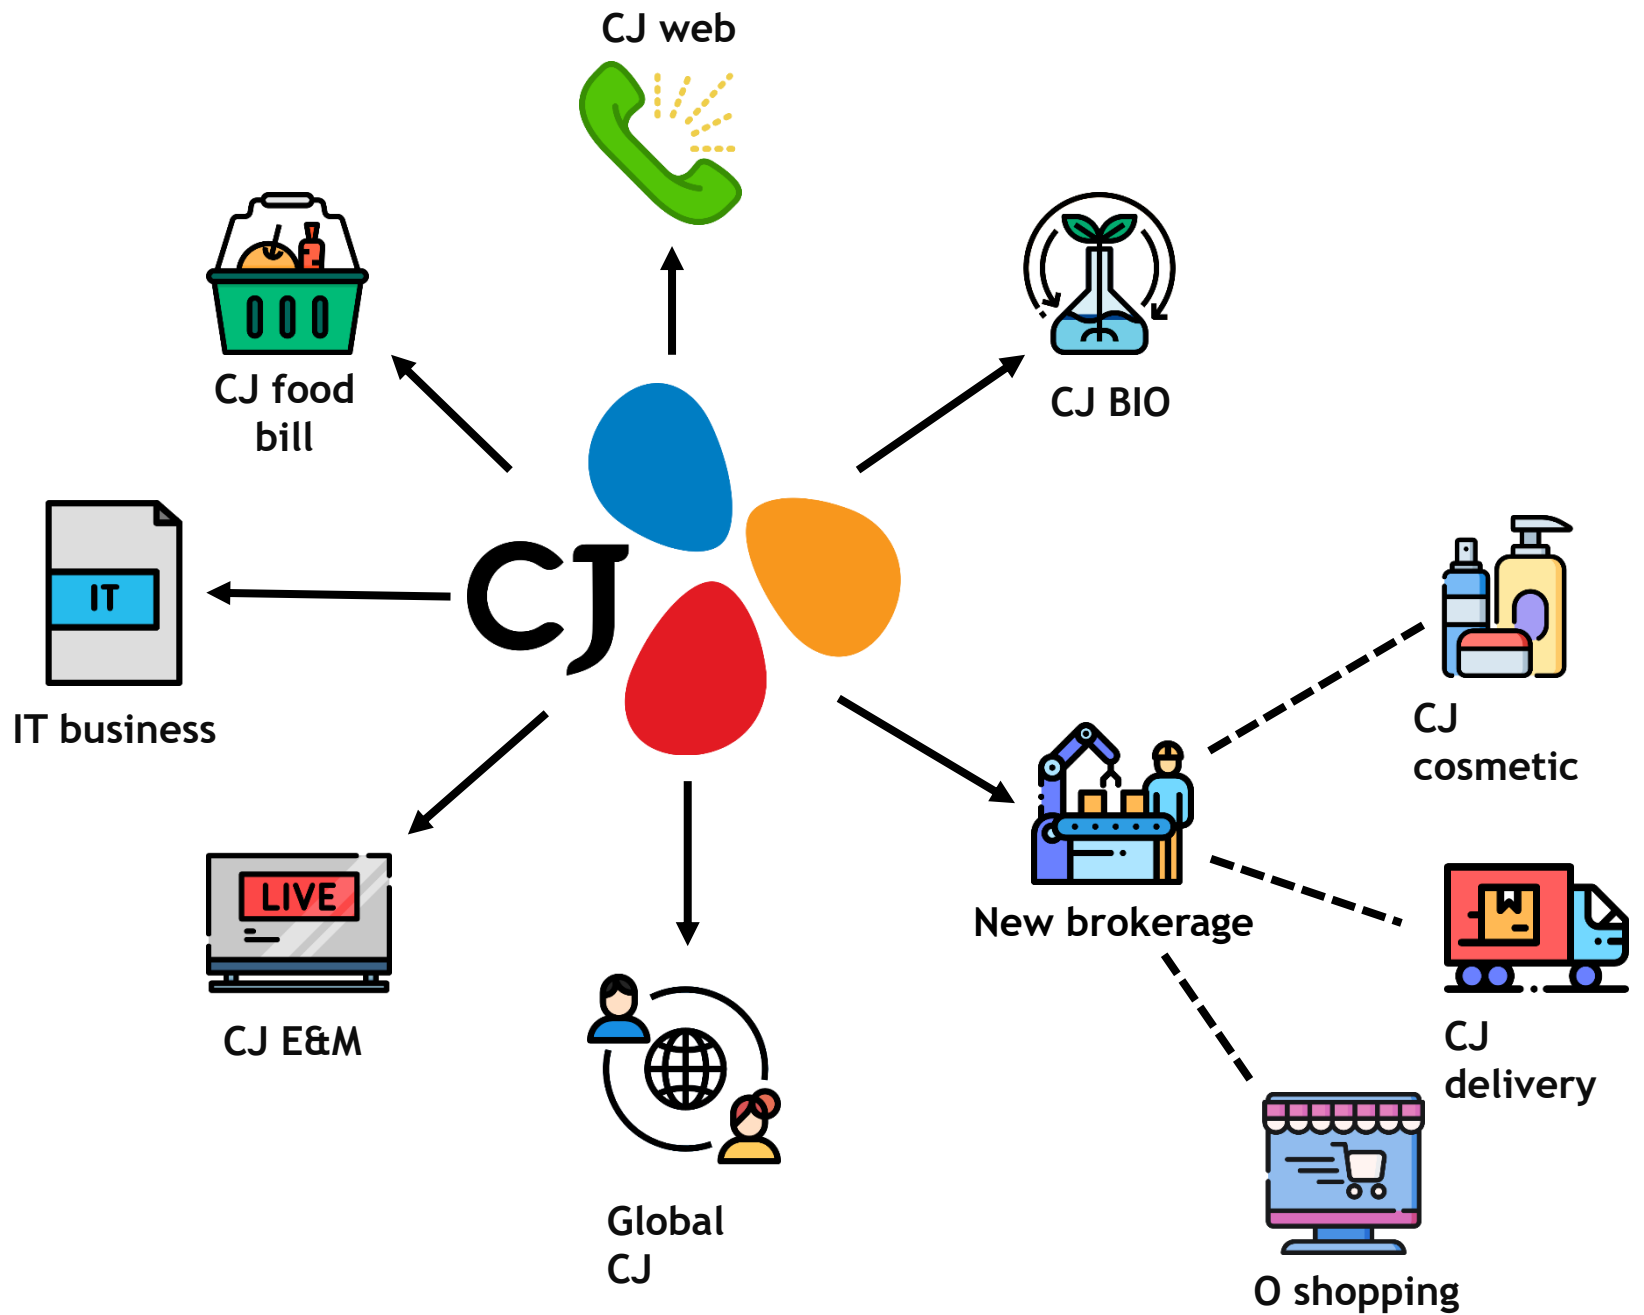 CJ web
CJ food
bill
CJ BIO
IT
IT business
CJ
CJ
cosmetic
LIVE
CJ E&M
New brokerage
CJ
delivery
Global
CJ
O shopping